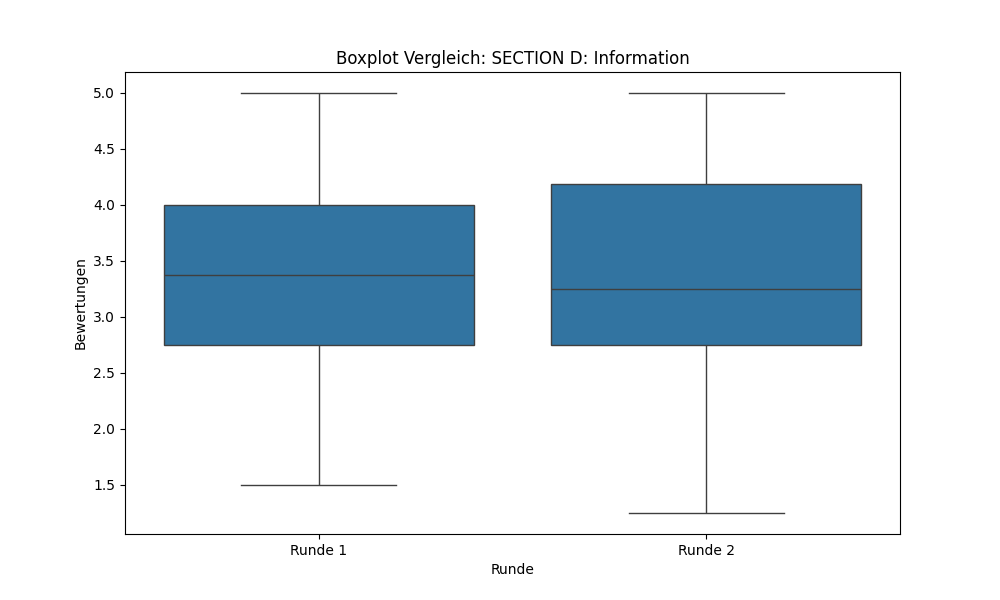 Boxplot Vergleich: SECTION D: Information
Bewertungen
5.0
4.5
4.0
3.5
3.0
2.5
2.0
1.5
Runde 1
Runde 2
Runde